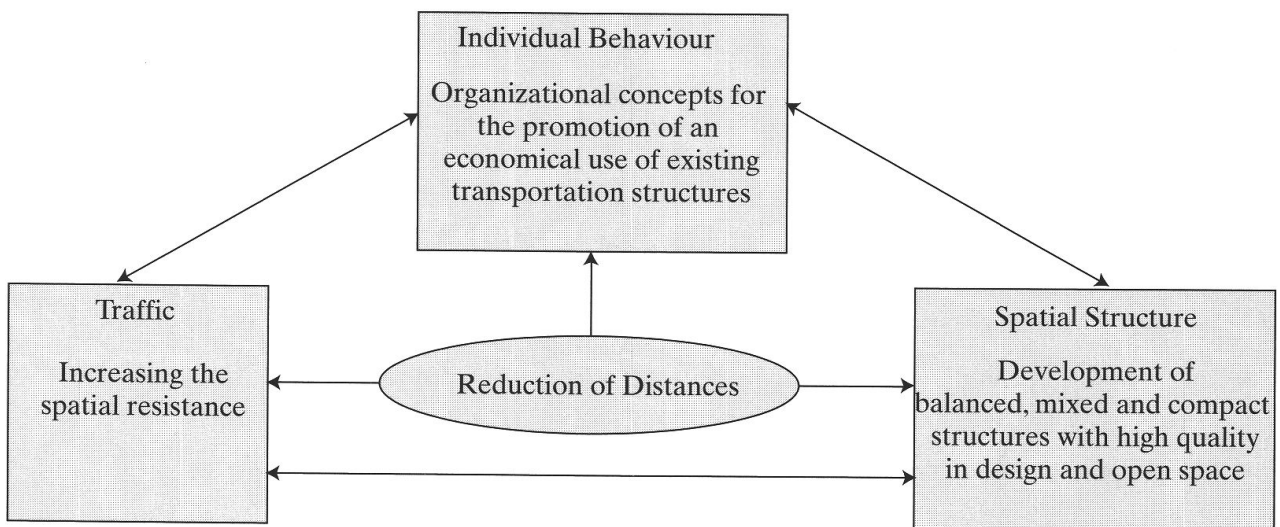 Individual Behaviour
Organizational concepts for
the promotion of an
economical use of existing
transportation structures
Traffic
Increasing the
spatial resistance
Reduction of Distances
Spatial Structure
Development of
balanced, mixed and compact
structures with high quality
in design and open space